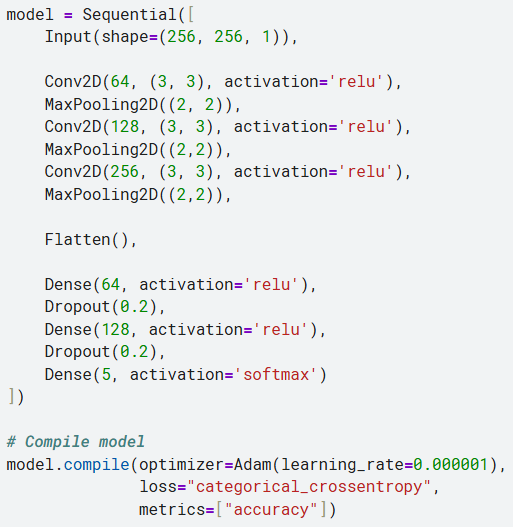 model = Sequential([
    Input(shape=(256, 256, 1)),

    Conv2D(64, (3, 3), activation='relu'),
    MaxPooling2D((2, 2)),
    Conv2D(128, (3, 3), activation='relu'),
    MaxPooling2D((2,2)),
    Conv2D(256, (3, 3), activation='relu'),
    MaxPooling2D((2,2)),

    Flatten(),

    Dense(64, activation='relu'),
    Dropout(0.2),
    Dense(128, activation='relu'),
    Dropout(0.2),
    Dense(5, activation='softmax')
])

# Compile model
model.compile(optimizer=Adam(learning_rate=0.000001),
              loss="categorical_crossentropy",
              metrics=["accuracy"])